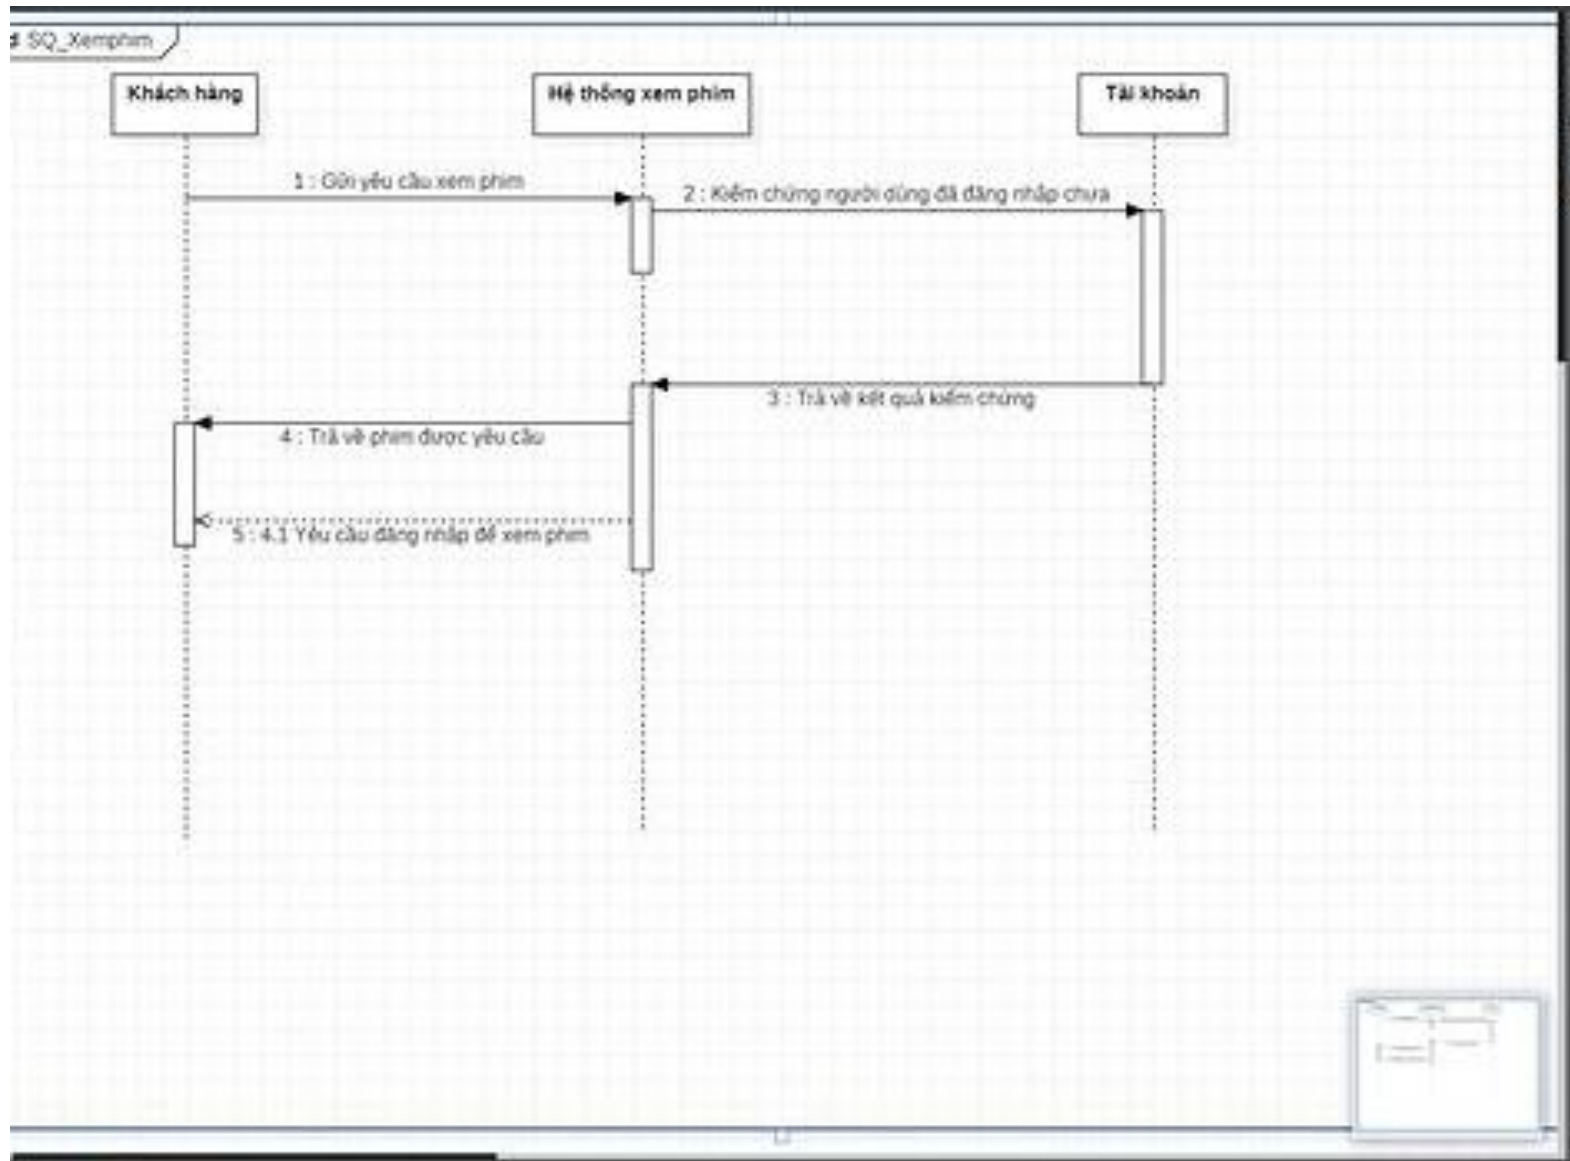 SQ_Xemphim
Khách hàng
Hệ thống xem phim
Tài khoản
1 : Gửi yêu cầu xem phim
2 : Kiểm chứng người dùng đã đăng nhập chưa
3 : Trả về kết quả kiểm chứng
4 : Trả về phim được yêu cầu
5 : 4.1 Yêu cầu đăng nhập để xem phim